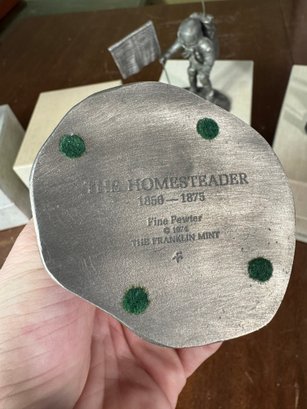 THE HOMESTEADER
1850 — 1875
Fine Pewter
© 1974
THE FRANKLIN MINT